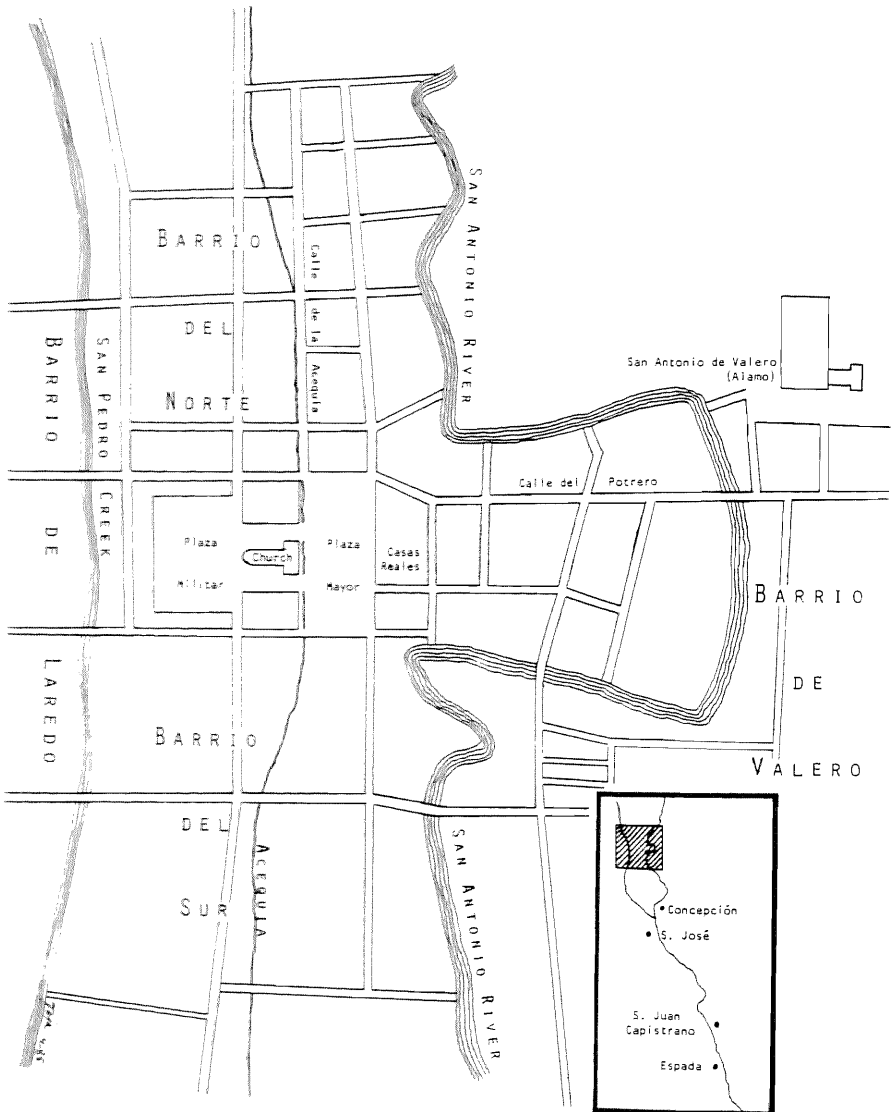 SAN ANTONIO RIVER
BARRIO
DEL
NORTE
Calle de la Acequia
BARRIO DE LAREDO
SAN PEDRO CREEK
San Antonio de Valero
(Alamo)
Calle del Potrero
Plaza
Militar
Church
Plaza
Mayor
Casas
Reales
BARRIO
DE
VALERO
BARRIO
DEL
SUR
ACEQUIA
SAN ANTONIO RIVER
Concepción
S. José
S. Juan
Capistrano
Espada